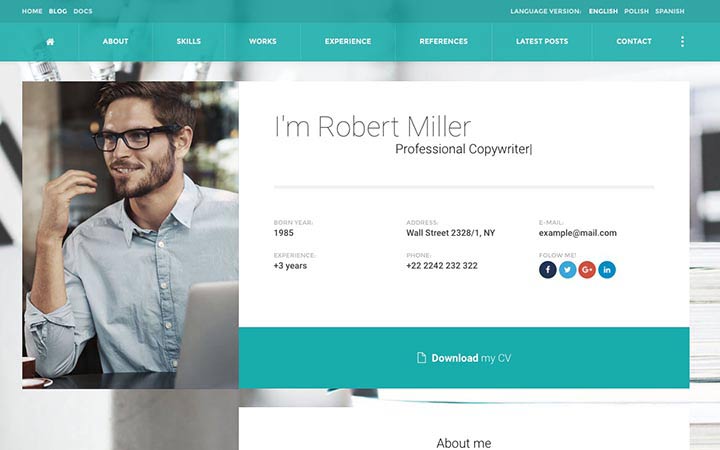 HOME BLOG DOCS LANGUAGE VERSION: ENGLISH POLISH SPANISH
ABOUT SKILLS WORKS EXPERIENCE REFERENCES LATEST POSTS CONTACT
I'm Robert Miller
Professional Copywriter|
BORN YEAR: ADDRESS: E-MAIL:
1985 Wall Street 2328/1, NY example@mail.com
EXPERIENCE: PHONE: FOLOW ME!
+3 years +22 2242 232 322
f G+ in
Download my CV
About me